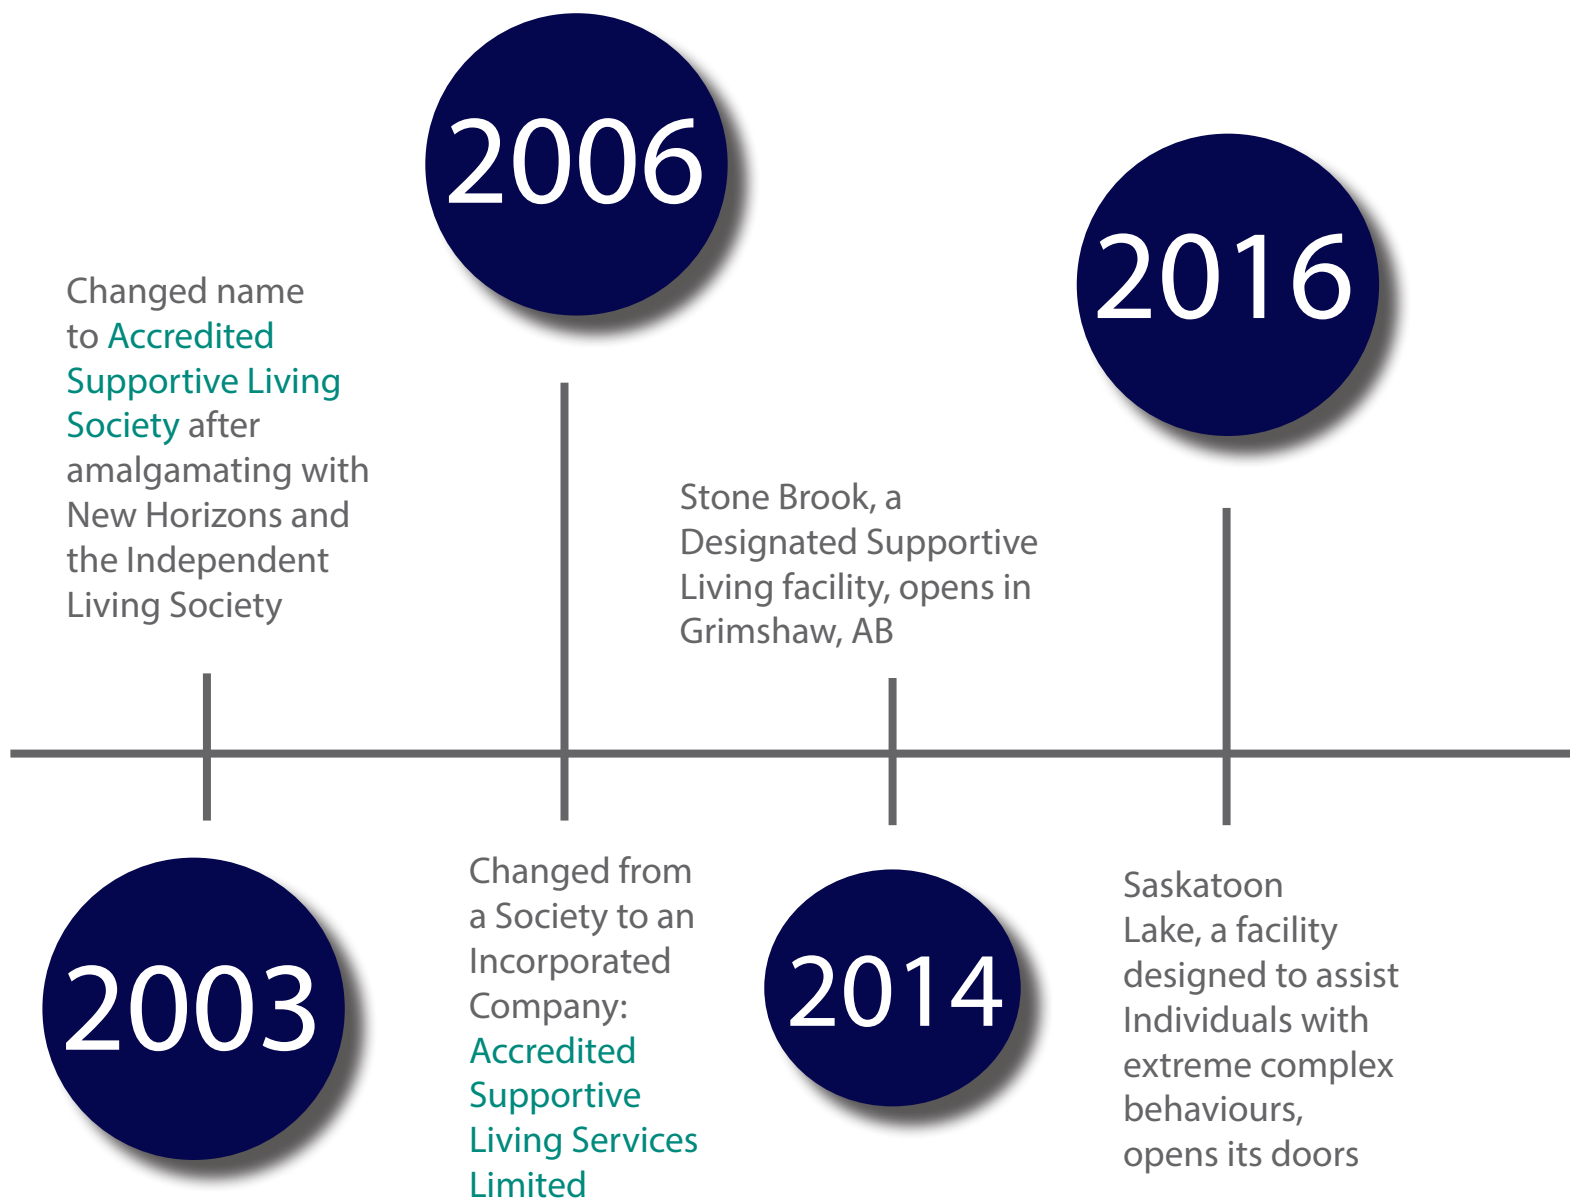 2003
Changed name
to Accredited
Supportive Living
Society after
amalgamating with
New Horizons and
the Independent
Living Society
2006
Changed from
a Society to an
Incorporated
Company:
Accredited
Supportive
Living Services
Limited
2014
Stone Brook, a
Designated Supportive
Living facility, opens in
Grimshaw, AB
2016
Saskatoon
Lake, a facility
designed to assist
Individuals with
extreme complex
behaviours,
opens its doors